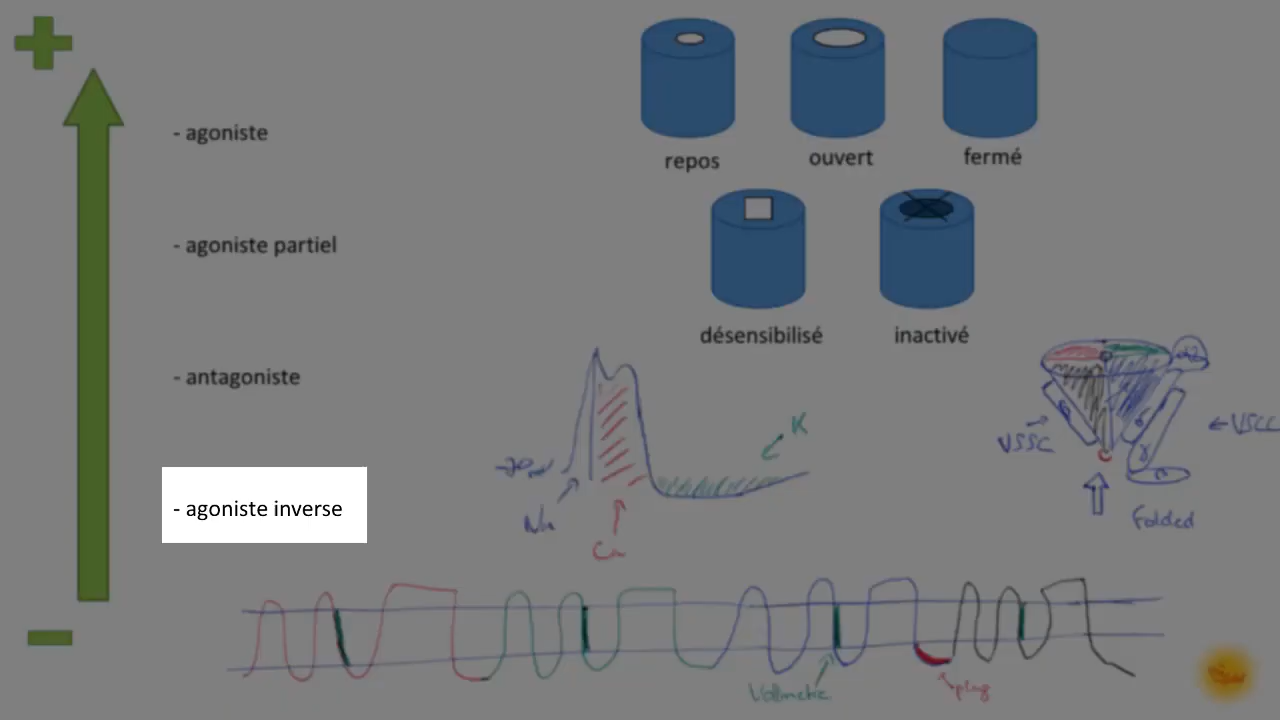 - agoniste
repos
ouvert
fermé
- agoniste partiel
désensibilisé
inactivé
- antagoniste
K
VSSC
VSCC
Na
Ca
Folded
- agoniste inverse
plug